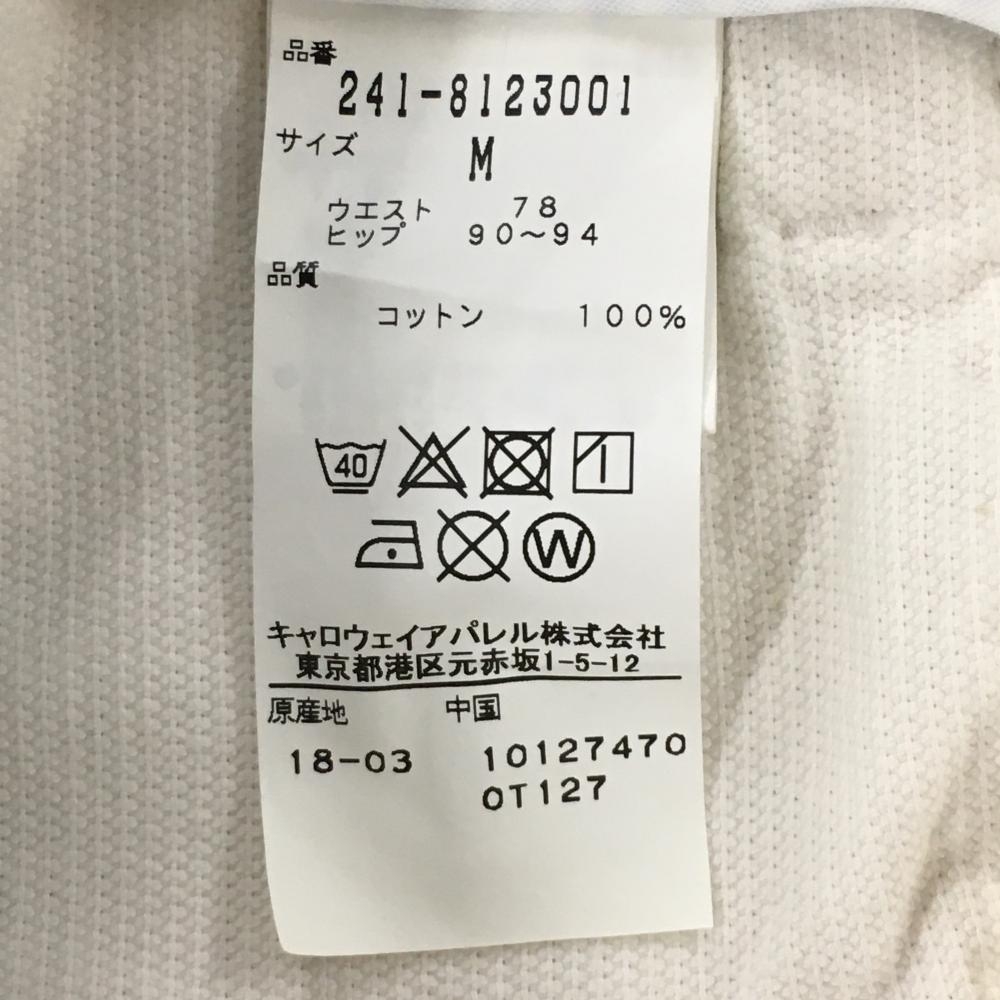 品番
241-8123001
サイズ M
ウエスト 78
ヒップ 90～94
品質
コットン 100%
40
W
キャロウェイアパレル株式会社
東京都港区元赤坂1-5-12
原産地 中国
18-03 10127470
OT127